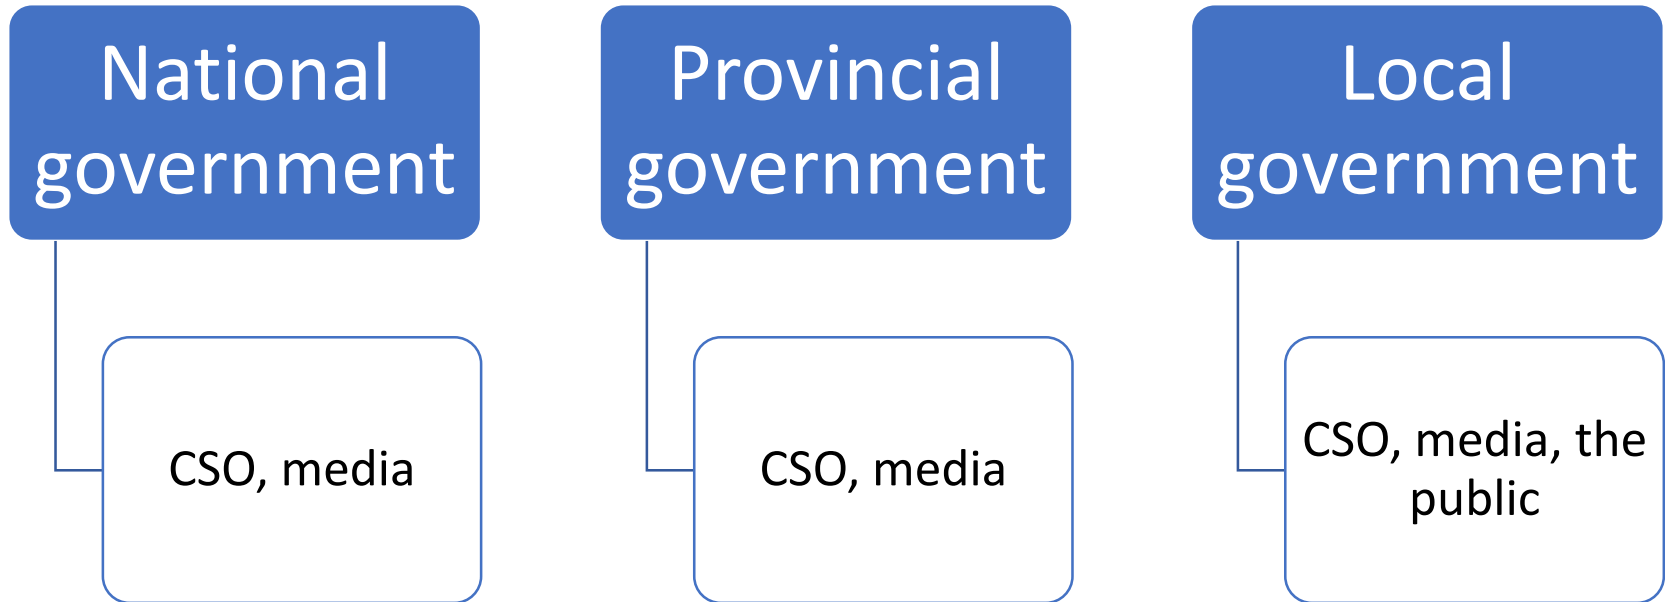 National
government
Provincial
government
Local
government
CSO, media
CSO, media
CSO, media, the
public